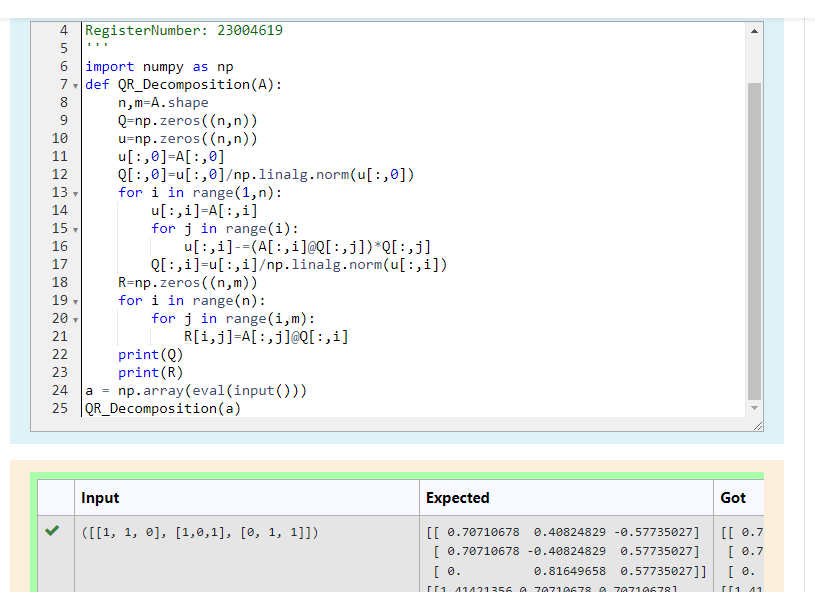 4 RegisterNumber: 23004619
5 '''
6 import numpy as np
7 def QR_Decomposition(A):
8     n,m=A.shape
9     Q=np.zeros((n,n))
10     u=np.zeros((n,n))
11     u[:,0]=A[:,0]
12     Q[:,0]=u[:,0]/np.linalg.norm(u[:,0])
13     for i in range(1,n):
14         u[:,i]=A[:,i]
15         for j in range(i):
16             u[:,i]-=(A[:,i]@Q[:,j])*Q[:,j]
17         Q[:,i]=u[:,i]/np.linalg.norm(u[:,i])
18     R=np.zeros((n,m))
19     for i in range(n):
20         for j in range(i,m):
21             R[i,j]=A[:,j]@Q[:,i]
22     print(Q)
23     print(R)
24 a = np.array(eval(input()))
25 QR_Decomposition(a)
Input Expected Got
([[1, 1, 0], [1,0,1], [0, 1, 1]]) [[ 0.70710678  0.40824829 -0.57735027] [[ 0.7
[ 0.70710678 -0.40824829  0.57735027] [ 0.7
[ 0.          0.81649658  0.57735027]] [ 0.
[[1.41421356 0.70710678 0.70710678] [[1.41